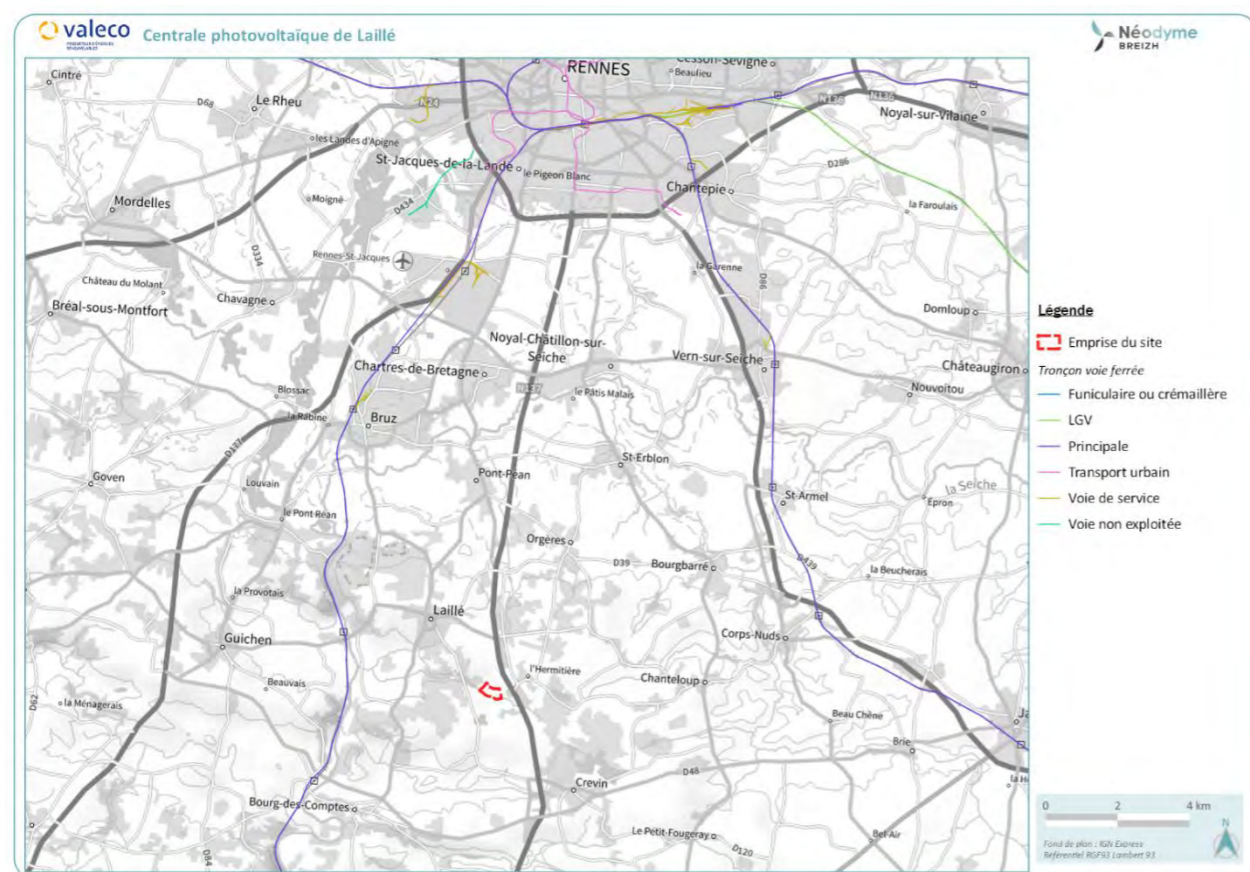 valeco
Centrale photovoltaïque de Laillé
Néodyme
BREIZH
Cintré
RENNES
Cesson-Sévigné
Beaulieu
D68
Le Rheu
N24
N136
N136
Noyal-sur-Vilaine
les Landes d'Apigné
St-Jacques-de-la-Lande
le Pigeon Blanc
D286
Chantepie
Mordelles
Moigné
D434
la Faroulais
D334
Rennes-St-Jacques
la Garenne
Château du Molant
Chavagne
D86
Bréal-sous-Montfort
Domloup
Noyal-Châtillon-sur-
Seiche
Chartres-de-Bretagne
Vern-sur-Seiche
Châteaugiron
N137
Blossac
le Pâtis Malais
Nouvoitou
la Rabine
Bruz
D177
St-Erblon
Goven
Pont-Péan
Louvain
la Seiche
St-Armel
Epron
le Pont Réan
Orgères
D39
Bourgbarré
D439
la Beucherais
la Provotais
Laillé
Guichen
Corps-Nuds
l'Hermitière
Chanteloup
Beauvais
D62
la Ménagerais
Beau Chêne
Ja
Brie
D48
Crevin
la H
Bourg-des-Comptes
Le Petit-Fougeray
Bel-Air
D120
D84
Légende
Emprise du site
Tronçon voie ferrée
Funiculaire ou crémaillère
LGV
Principale
Transport urbain
Voie de service
Voie non exploitée
0 2 4 km
N
Fond de plan : IGN Express
Référentiel RGF93 Lambert 93